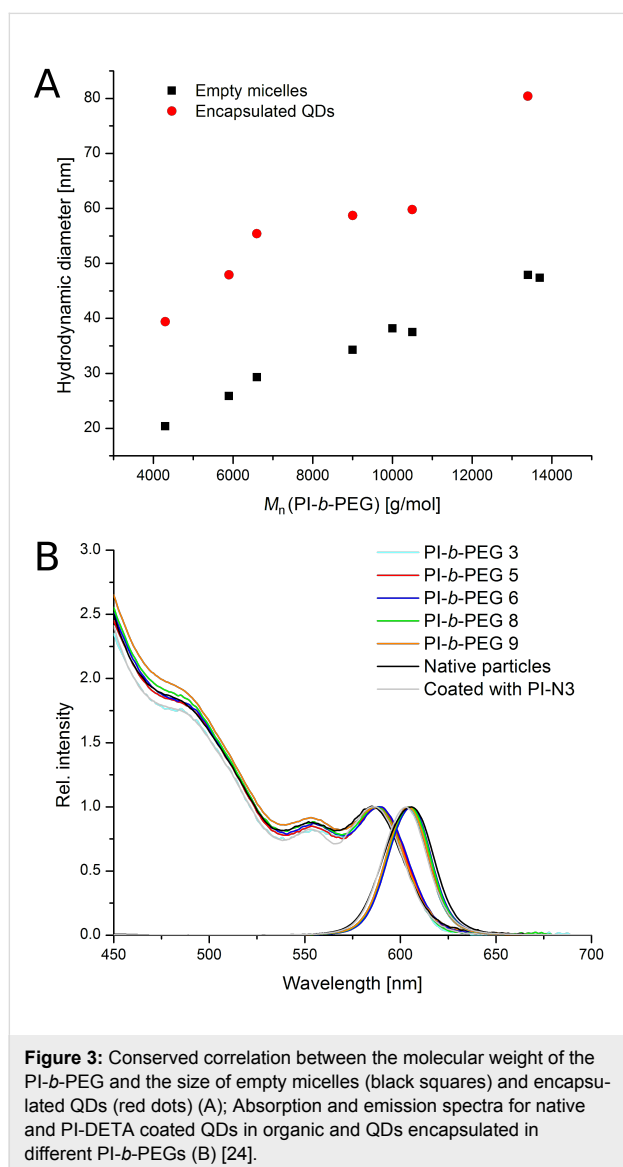 A
Empty micelles
Encapsulated QDs
Hydrodynamic diameter [nm]
80
70
60
50
40
30
20
4000 6000 8000 10000 12000 14000
Mn(PI-b-PEG) [g/mol]
B
PI-b-PEG 3
PI-b-PEG 5
PI-b-PEG 6
PI-b-PEG 8
PI-b-PEG 9
Native particles
Coated with PI-N3
Rel. intensity
3.0
2.5
2.0
1.5
1.0
0.5
0.0
450 500 550 600 650 700
Wavelength [nm]
Figure 3: Conserved correlation between the molecular weight of the
PI-b-PEG and the size of empty micelles (black squares) and encapsu-
lated QDs (red dots) (A); Absorption and emission spectra for native
and PI-DETA coated QDs in organic and QDs encapsulated in
different PI-b-PEGs (B) [24].